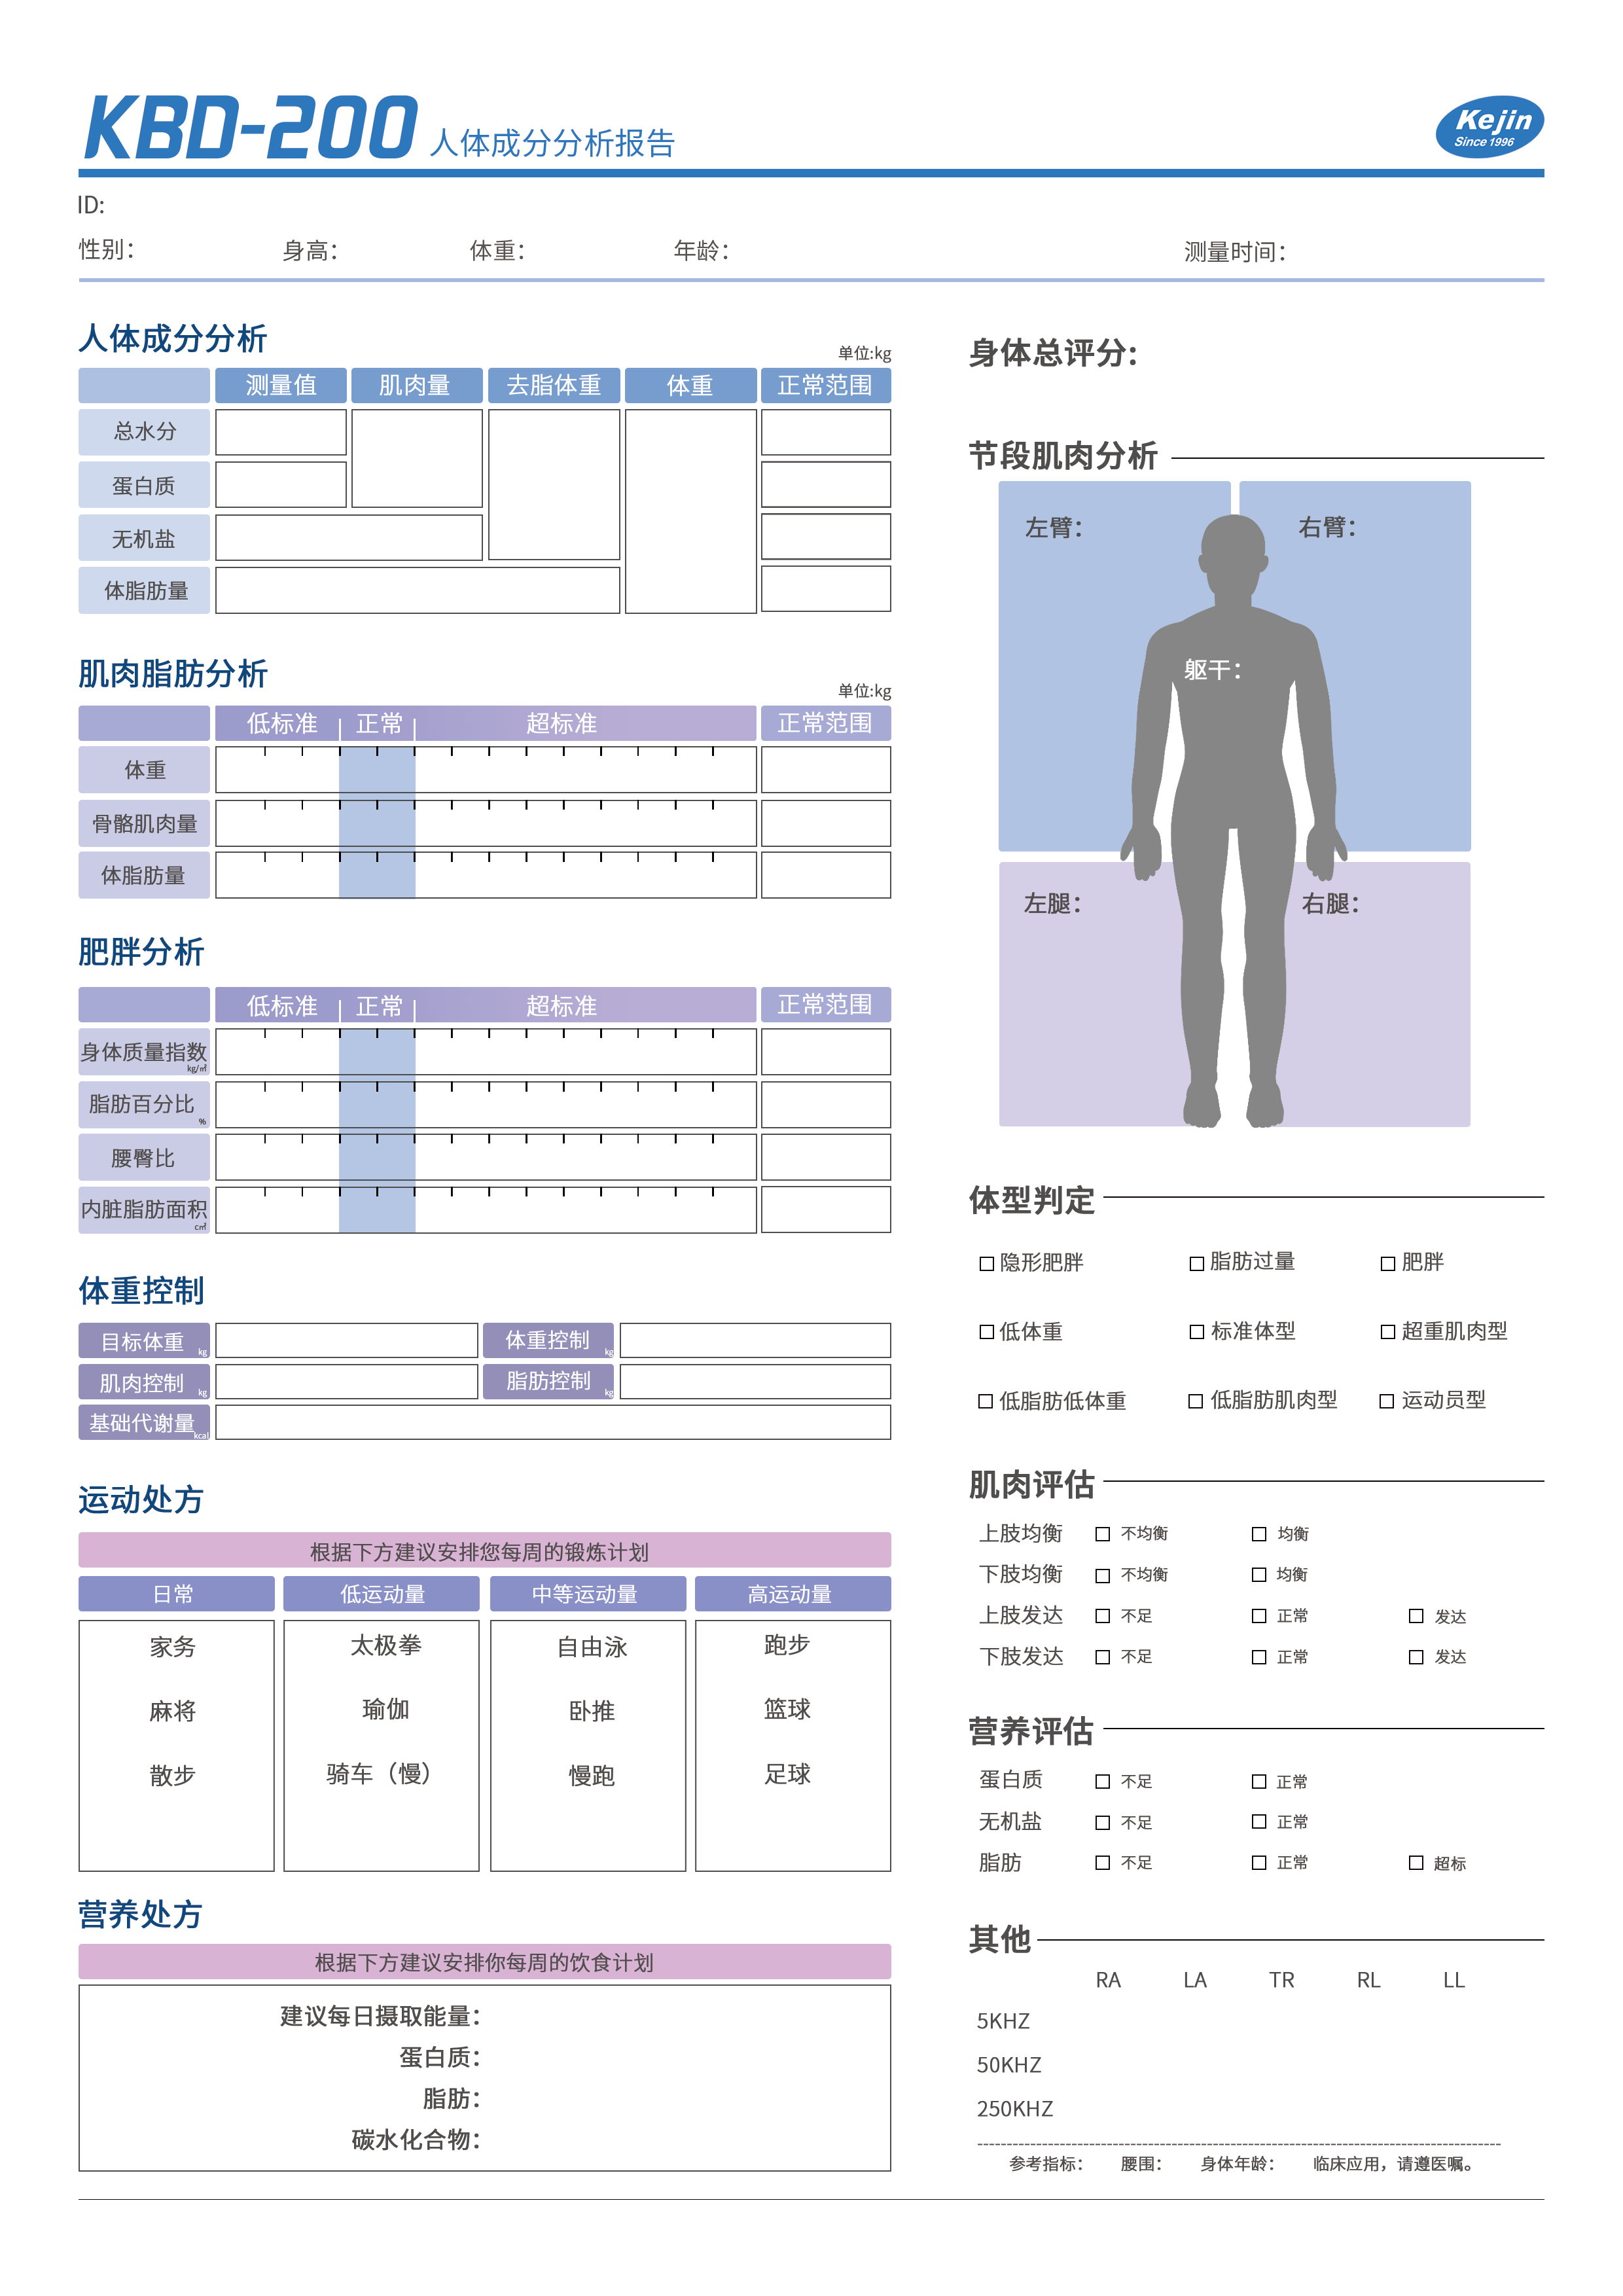 KBD-200 人体成分分析报告
Kejin
Since 1996
ID:
性别： 身高： 体重： 年龄： 测量时间：
人体成分分析
单位:kg
测量值 肌肉量 去脂体重 体重 正常范围
总水分
蛋白质
无机盐
体脂肪量
肌肉脂肪分析
单位:kg
低标准 正常 超标准 正常范围
体重
骨骼肌肉量
体脂肪量
肥胖分析
低标准 正常 超标准 正常范围
身体质量指数
kg/㎡
脂肪百分比
%
腰臀比
内脏脂肪面积
c㎡
体重控制
目标体重 kg 体重控制 kg
肌肉控制 kg 脂肪控制 kg
基础代谢量 kcal
运动处方
根据下方建议安排您每周的锻炼计划
日常 低运动量 中等运动量 高运动量
家务 太极拳 自由泳 跑步
麻将 瑜伽 卧推 篮球
散步 骑车（慢） 慢跑 足球
营养处方
根据下方建议安排你每周的饮食计划
建议每日摄取能量：
蛋白质：
脂肪：
碳水化合物：
身体总评分:
节段肌肉分析
左臂： 右臂：
躯干：
左腿： 右腿：
体型判定
隐形肥胖 脂肪过量 肥胖
低体重 标准体型 超重肌肉型
低脂肪低体重 低脂肪肌肉型 运动员型
肌肉评估
上肢均衡 不均衡 均衡
下肢均衡 不均衡 均衡
上肢发达 不足 正常 发达
下肢发达 不足 正常 发达
营养评估
蛋白质 不足 正常
无机盐 不足 正常
脂肪 不足 正常 超标
其他
RA LA TR RL LL
5KHZ
50KHZ
250KHZ
参考指标： 腰围： 身体年龄： 临床应用，请遵医嘱。